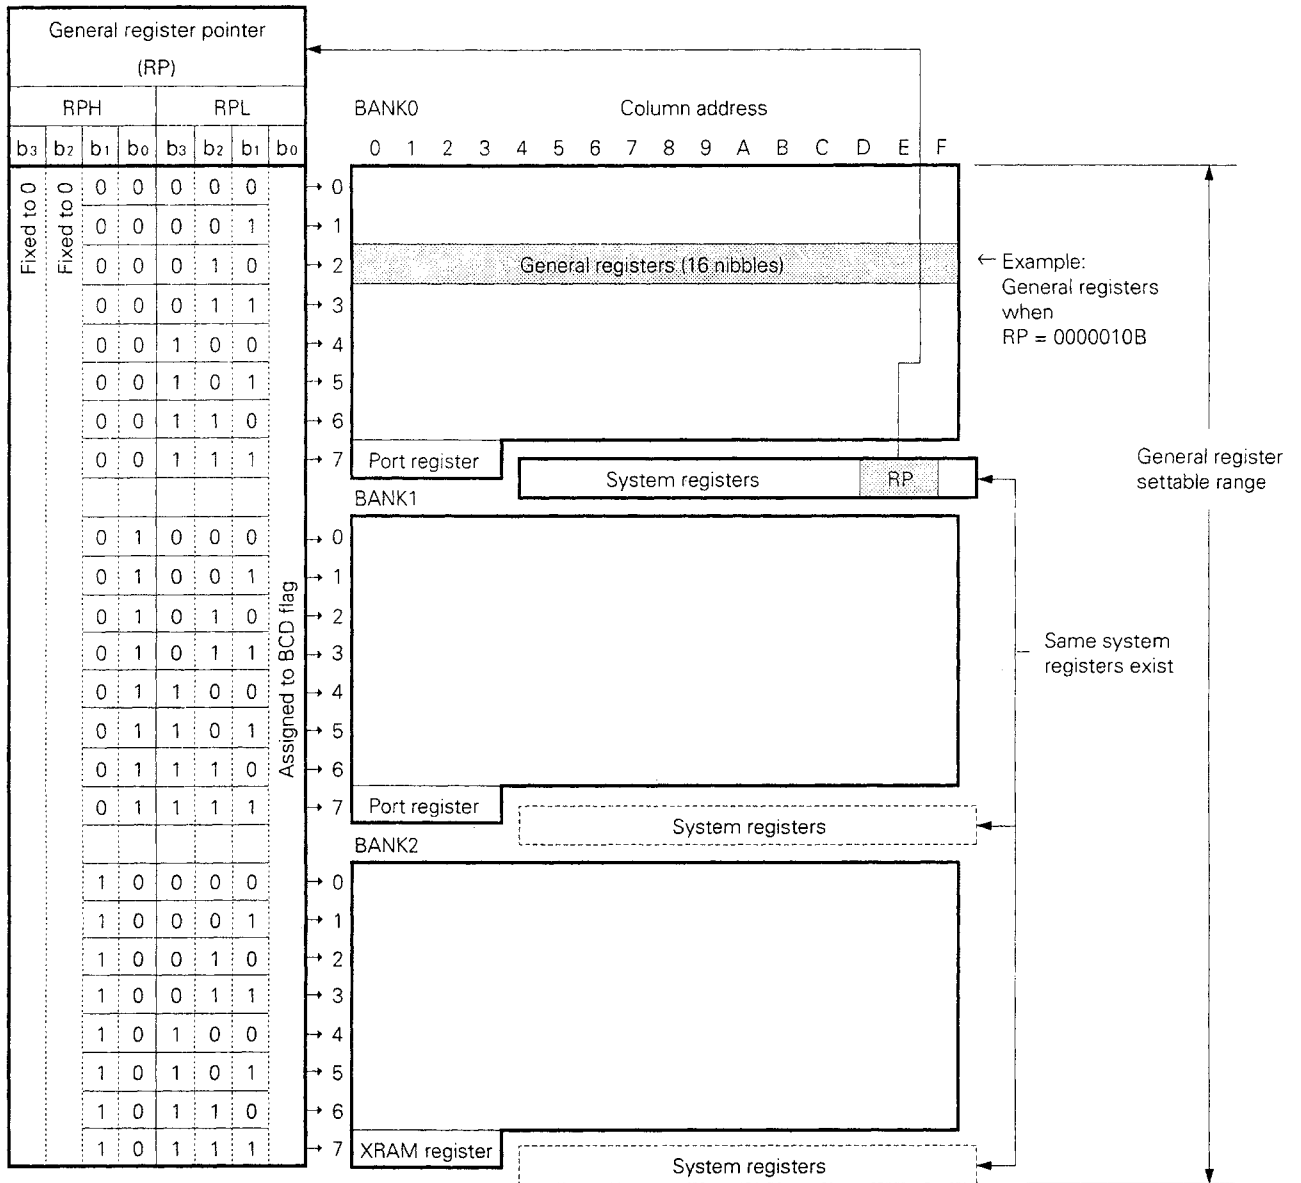 General register pointer
(RP)
RPH RPL
b3 b2 b1 b0 b3 b2 b1 b0
Fixed to 0
Fixed to 0
Assigned to BCD flag
BANK0 Column address
0 1 2 3 4 5 6 7 8 9 A B C D E F
0 0 0 0 0 → 0
0 0 0 0 1 → 1
0 0 0 1 0 → 2 General registers (16 nibbles)
0 0 0 1 1 → 3
0 0 1 0 0 → 4
0 0 1 0 1 → 5
0 0 1 1 0 → 6
0 0 1 1 1 → 7 Port register
System registers RP
← Example:
General registers
when
RP = 0000010B
General register
settable range
BANK1
0 1 0 0 0 → 0
0 1 0 0 1 → 1
0 1 0 1 0 → 2
0 1 0 1 1 → 3
0 1 1 0 0 → 4
0 1 1 0 1 → 5
0 1 1 1 0 → 6
0 1 1 1 1 → 7 Port register
System registers
Same system
registers exist
BANK2
1 0 0 0 0 → 0
1 0 0 0 1 → 1
1 0 0 1 0 → 2
1 0 0 1 1 → 3
1 0 1 0 0 → 4
1 0 1 0 1 → 5
1 0 1 1 0 → 6
1 0 1 1 1 → 7 XRAM register
System registers